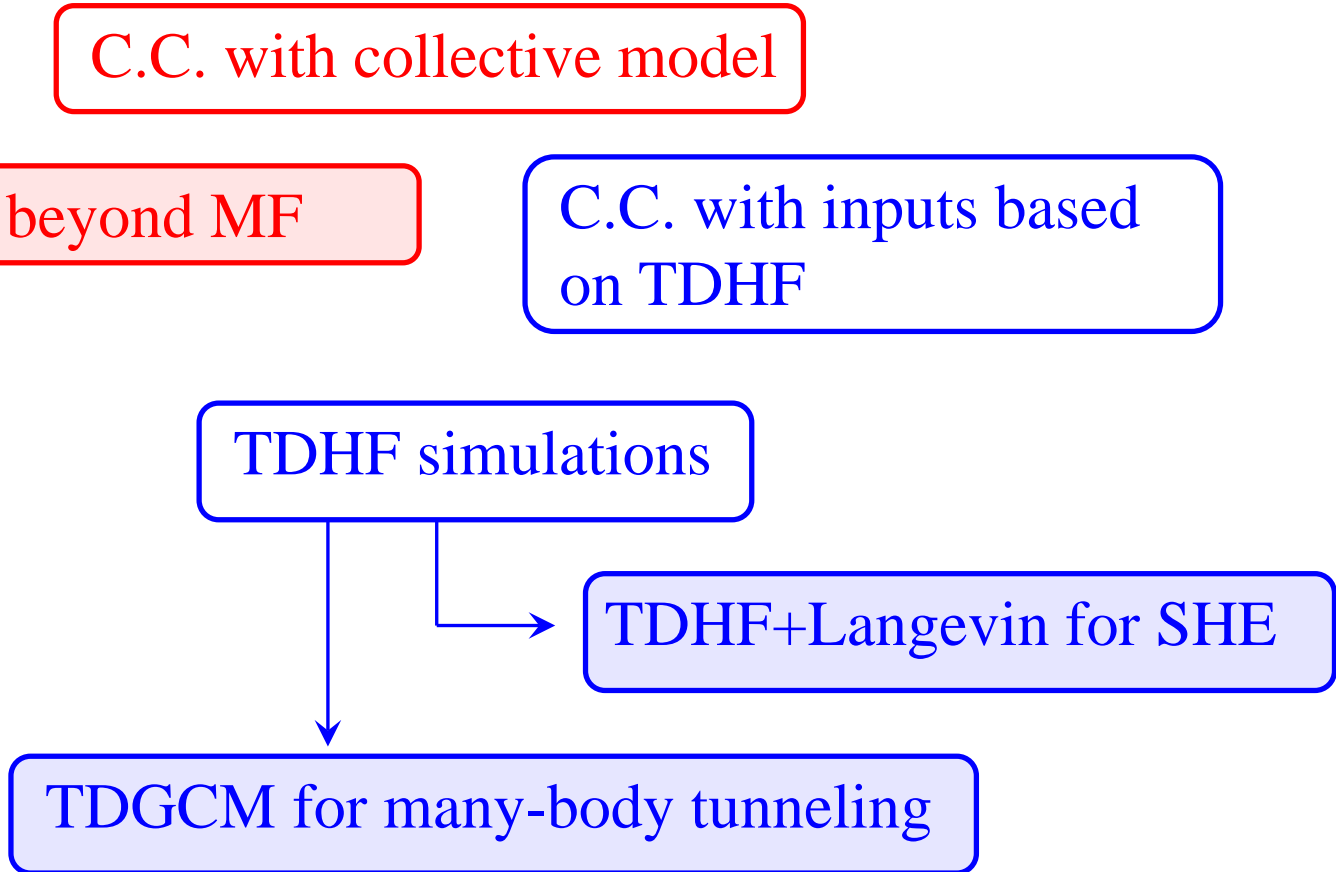 C.C. with collective model
beyond MF
C.C. with inputs based
on TDHF
TDHF simulations
TDHF+Langevin for SHE
TDGCM for many-body tunneling